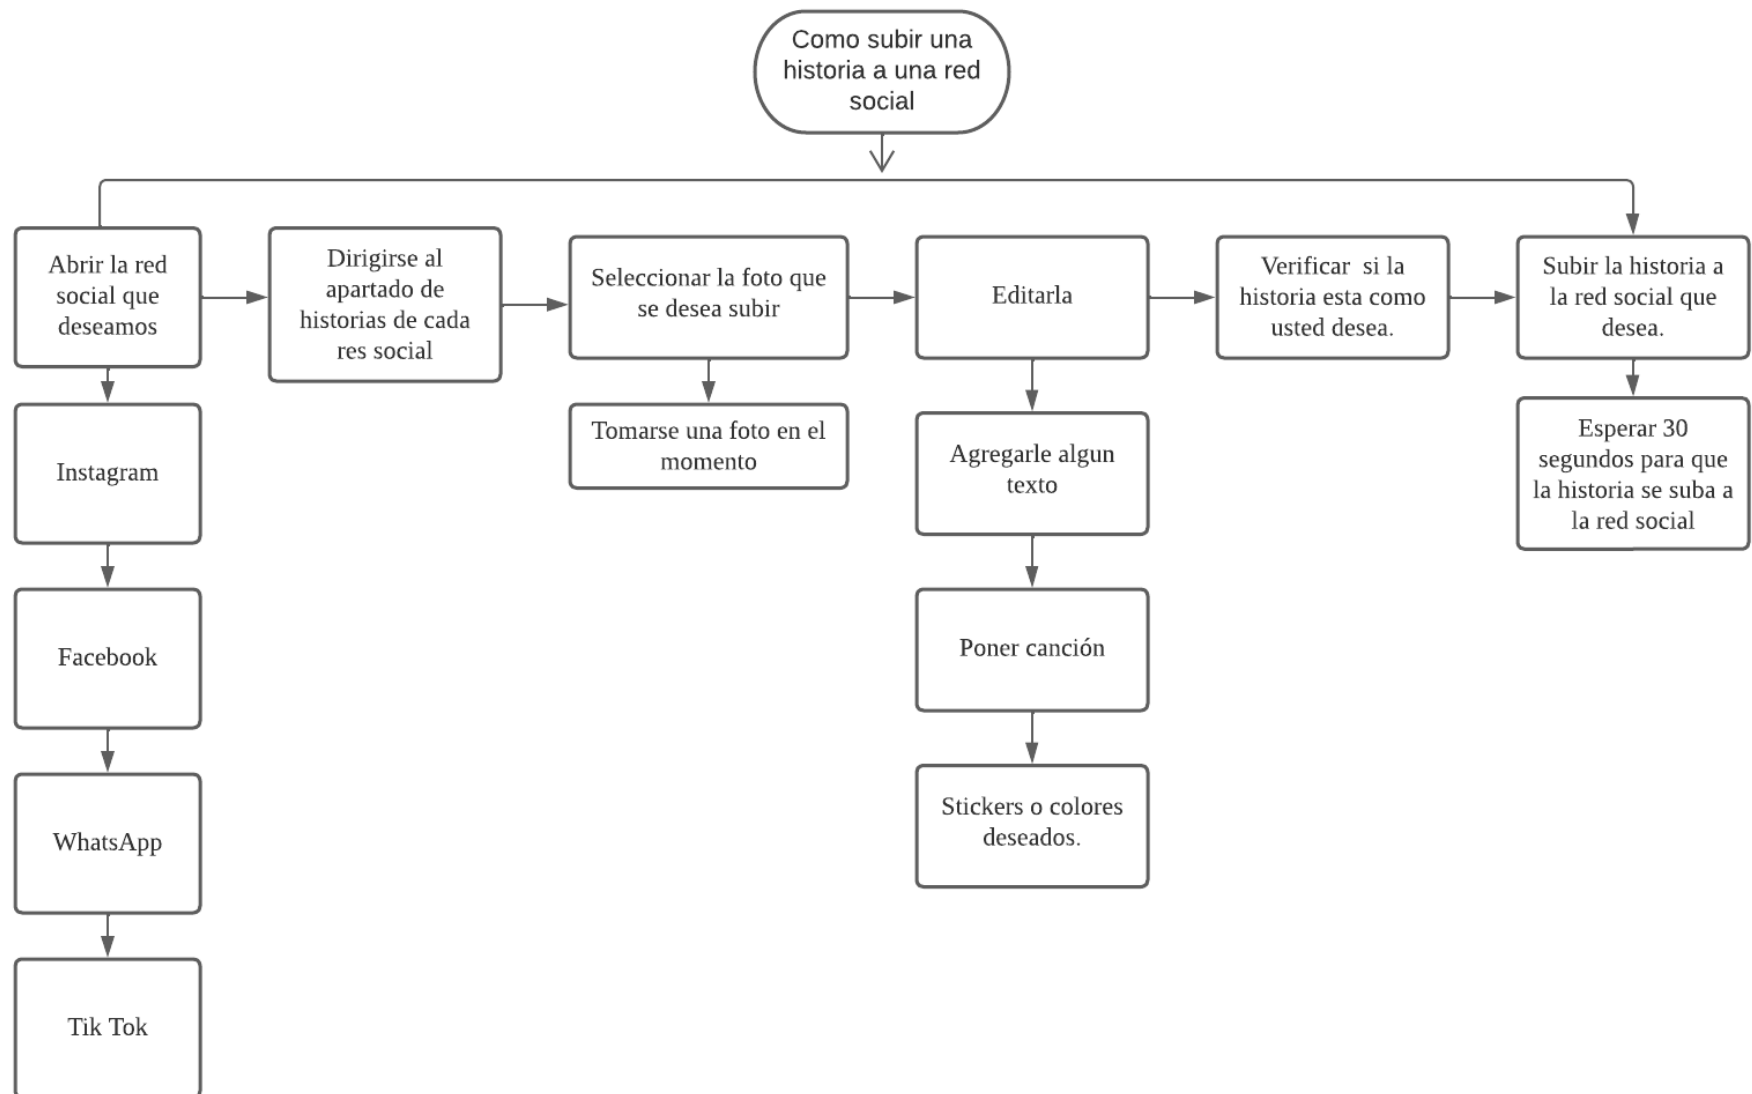 Como subir una
historia a una red
social
Abrir la red
social que
deseamos
Dirigirse al
apartado de
historias de cada
res social
Seleccionar la foto que
se desea subir
Editarla
Verificar  si la
historia esta como
usted desea.
Subir la historia a
la red social que
desea.
Instagram
Facebook
WhatsApp
Tik Tok
Tomarse una foto en el
momento
Agregarle algun
texto
Poner canción
Stickers o colores
deseados.
Esperar 30
segundos para que
la historia se suba a
la red social